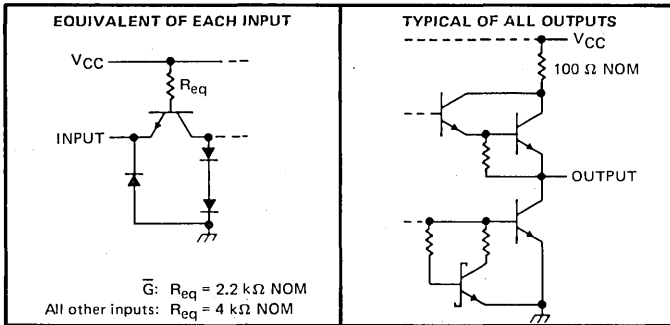 EQUIVALENT OF EACH INPUT
VCC
Req
INPUT
G̅: Req = 2.2 kΩ NOM
All other inputs: Req = 4 kΩ NOM
TYPICAL OF ALL OUTPUTS
VCC
100 Ω NOM
OUTPUT